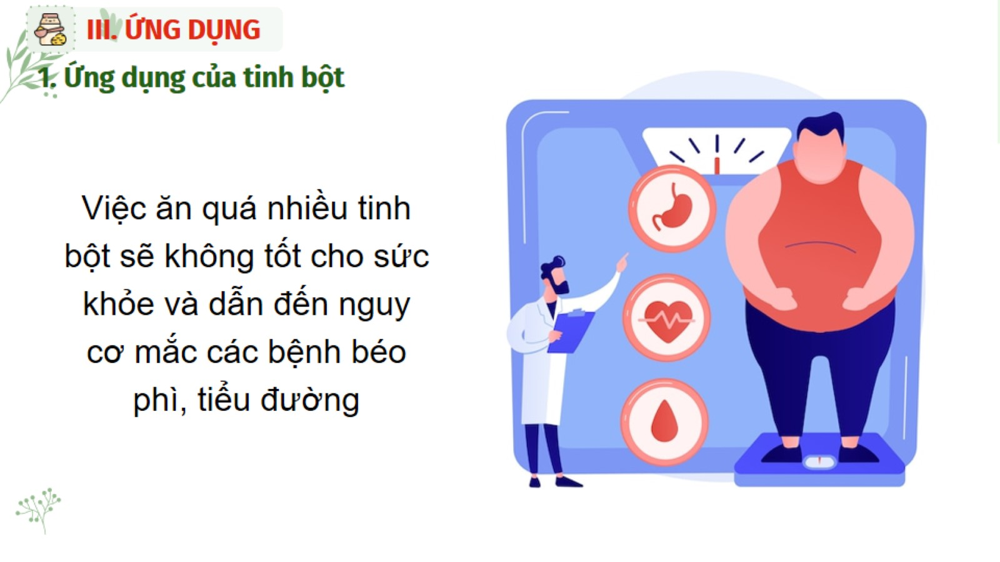 III. ỨNG DỤNG
1. Ứng dụng của tinh bột
Việc ăn quá nhiều tinh
bột sẽ không tốt cho sức
khỏe và dẫn đến nguy
cơ mắc các bệnh béo
phì, tiểu đường